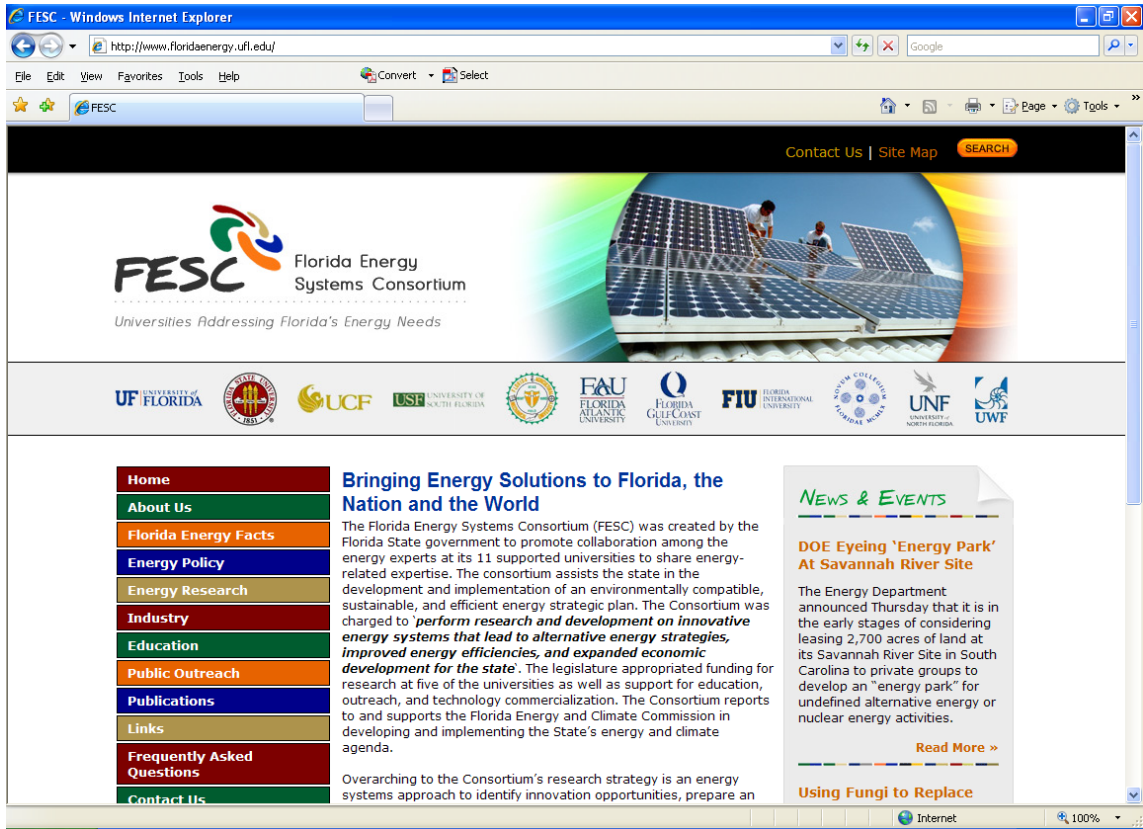 FESC - Windows Internet Explorer
http://www.floridaenergy.ufl.edu/
Google
File Edit View Favorites Tools Help Convert Select
FESC
Page Tools »
Contact Us | Site Map SEARCH
FESC Florida Energy
Systems Consortium
Universities Addressing Florida's Energy Needs
UF UNIVERSITY of
FLORIDA
UCF
USF UNIVERSITY OF
SOUTH FLORIDA
FAU
FLORIDA
ATLANTIC
UNIVERSITY
FLORIDA
GULF COAST
UNIVERSITY
FIU FLORIDA
INTERNATIONAL
UNIVERSITY
UNF
UNIVERSITY of
NORTH FLORIDA
UWF
Home
About Us
Florida Energy Facts
Energy Policy
Energy Research
Industry
Education
Public Outreach
Publications
Links
Frequently Asked
Questions
Contact Us
Bringing Energy Solutions to Florida, the
Nation and the World
The Florida Energy Systems Consortium (FESC) was created by the
Florida State government to promote collaboration among the
energy experts at its 11 supported universities to share energy-
related expertise. The consortium assists the state in the
development and implementation of an environmentally compatible,
sustainable, and efficient energy strategic plan. The Consortium was
charged to `perform research and development on innovative
energy systems that lead to alternative energy strategies,
improved energy efficiencies, and expanded economic
development for the state`. The legislature appropriated funding for
research at five of the universities as well as support for education,
outreach, and technology commercialization. The Consortium reports
to and supports the Florida Energy and Climate Commission in
developing and implementing the State's energy and climate
agenda.
Overarching to the Consortium's research strategy is an energy
systems approach to identify innovation opportunities, prepare an
NEWS & EVENTS
DOE Eyeing ‘Energy Park’
At Savannah River Site
The Energy Department
announced Thursday that it is in
the early stages of considering
leasing 2,700 acres of land at
its Savannah River Site in South
Carolina to private groups to
develop an “energy park” for
undefined alternative energy or
nuclear energy activities.
Read More »
Using Fungi to Replace
Internet 100%